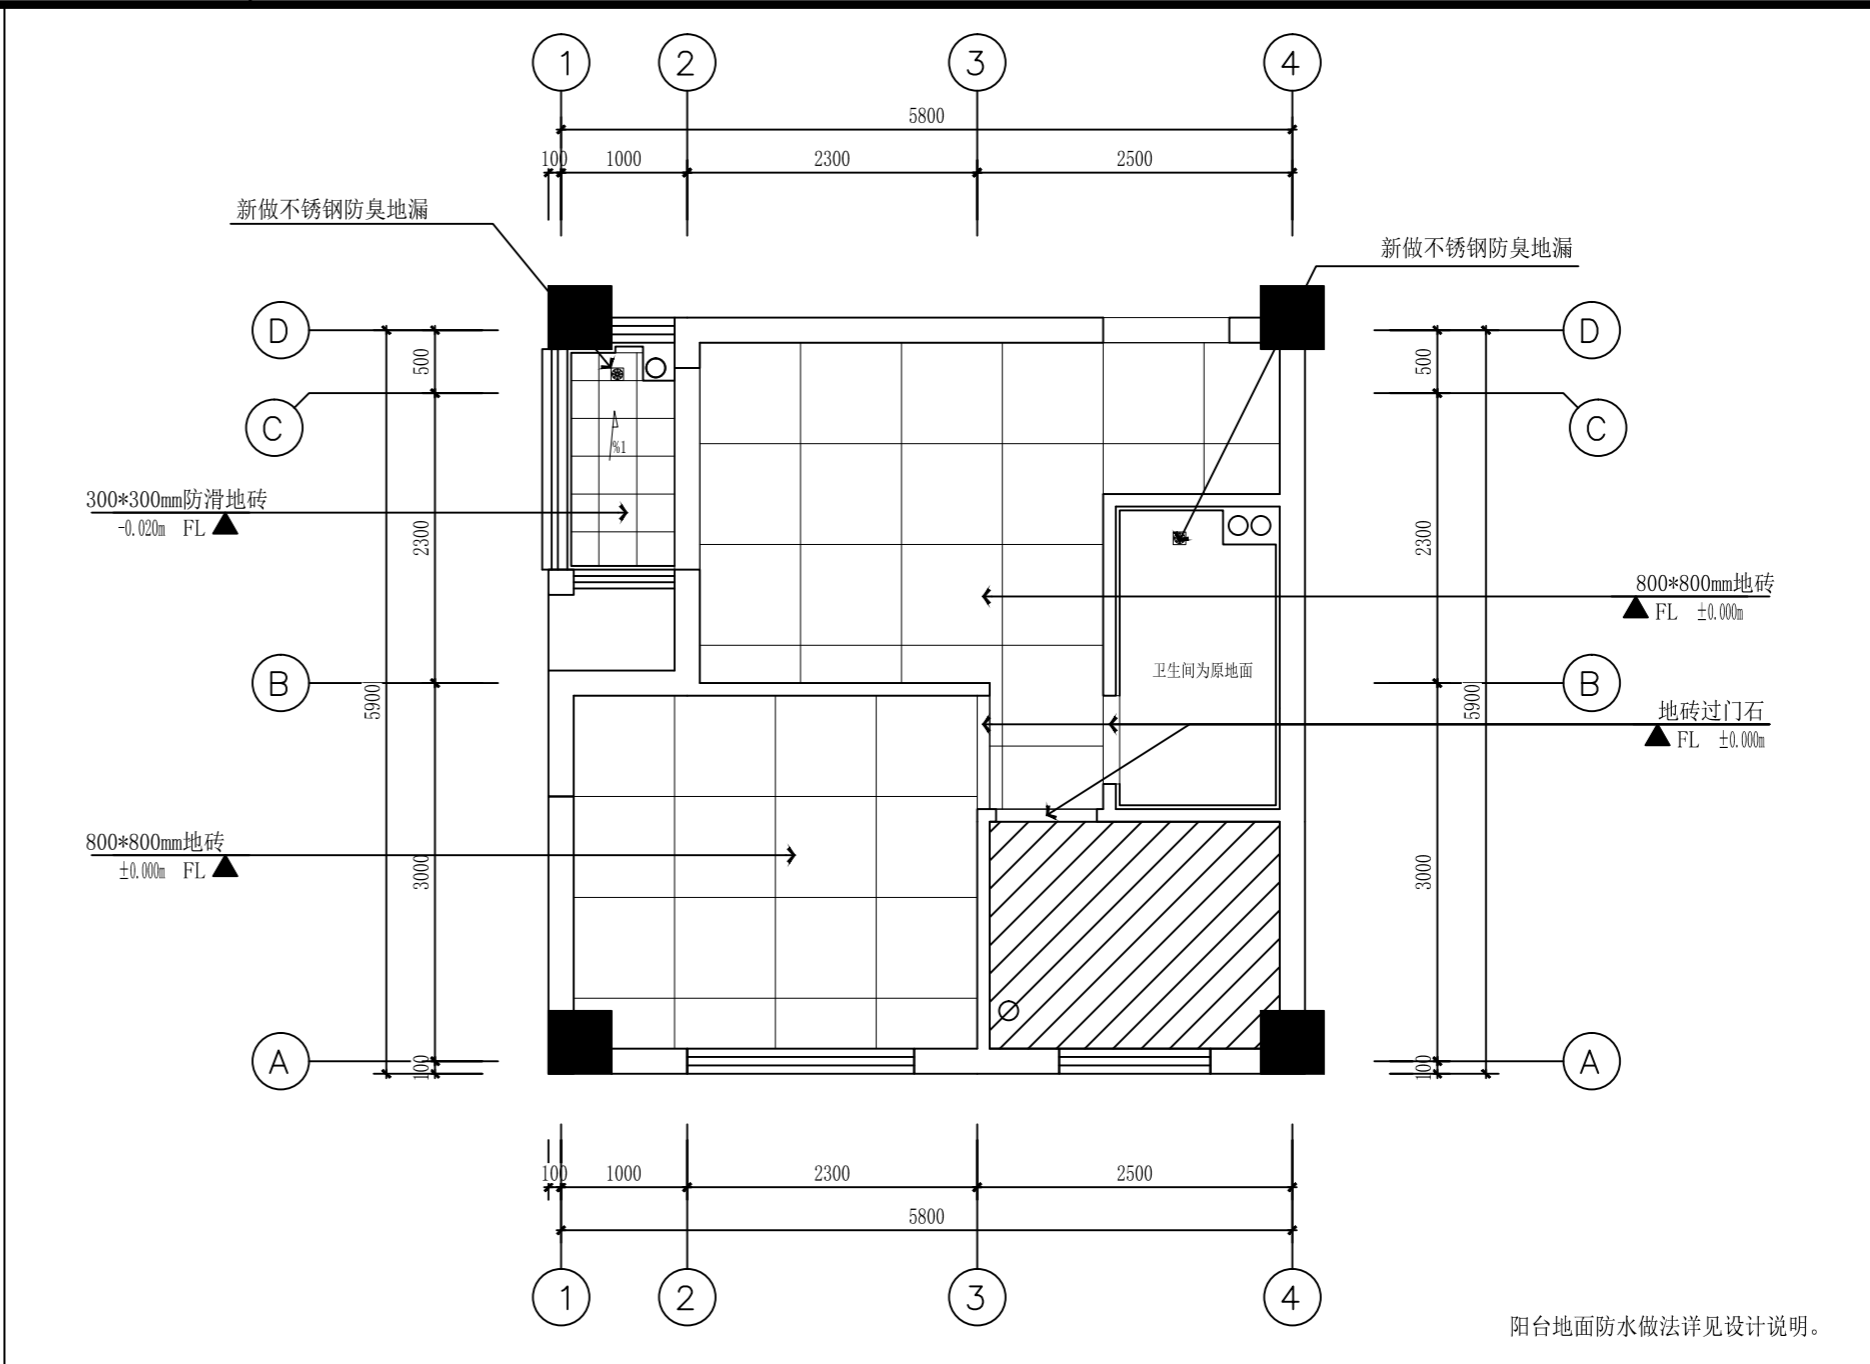 1 2 3 4
5800
100 1000 2300 2500
新做不锈钢防臭地漏
新做不锈钢防臭地漏
D
D
500
500
C
C
%1
300*300mm防滑地砖
-0.020m FL
2300
2300
800*800mm地砖
FL ±0.000m
卫生间为原地面
B
B
5900
5900
地砖过门石
FL ±0.000m
800*800mm地砖
±0.000m FL
3000
3000
A
A
100
100
100 1000 2300 2500
5800
1 2 3 4
阳台地面防水做法详见设计说明。